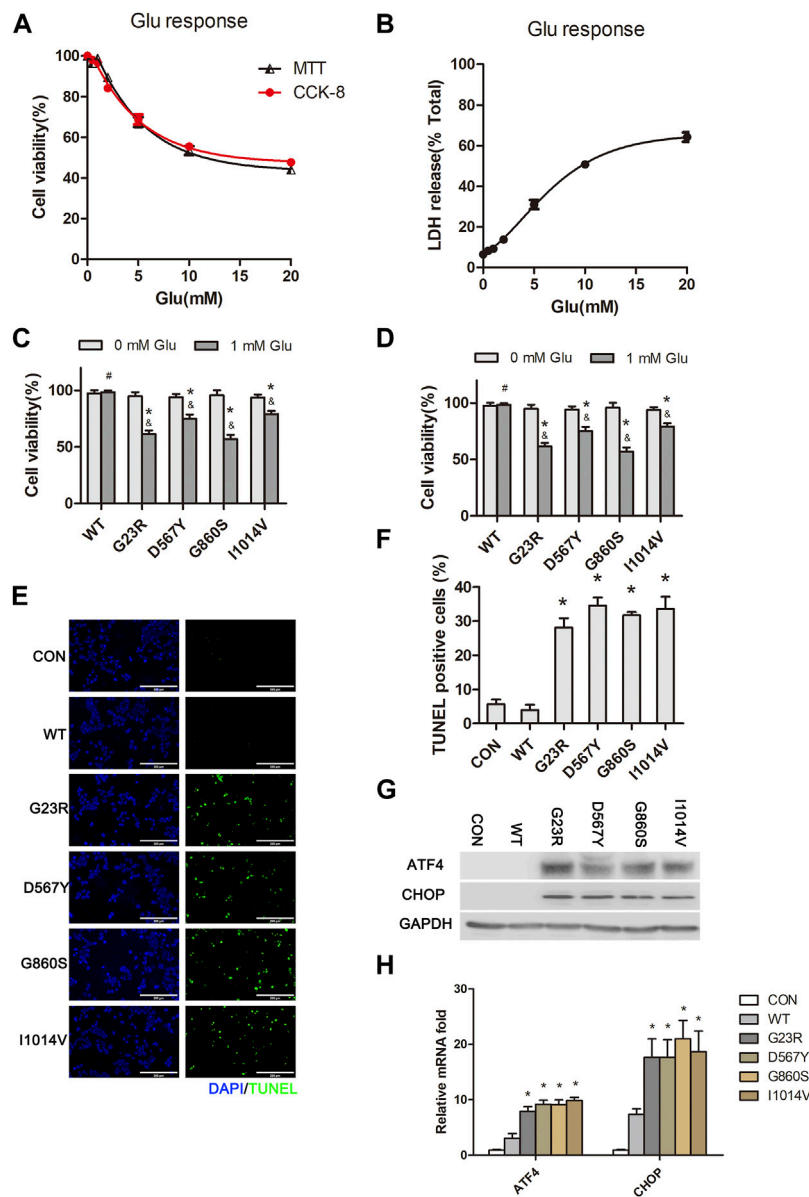 A
Glu response
Cell viability(%)
100
80
60
40
20
0
0 5 10 15 20
Glu(mM)
MTT
CCK-8
B
Glu response
LDH release(% Total)
100
80
60
40
20
0
0 5 10 15 20
Glu(mM)
C
0 mM Glu 1 mM Glu
Cell viability(%)
100
50
0
# * & * & * & * &
WT G23R D567Y G860S I1014V
D
0 mM Glu 1 mM Glu
Cell viability(%)
100
50
0
# * & * & * & * &
WT G23R D567Y G860S I1014V
E
CON
WT
G23R
D567Y
G860S
I1014V
DAPI/TUNEL
F
TUNEL positive cells (%)
40
30
20
10
0
* * * *
CON WT G23R D567Y G860S I1014V
G
CON WT G23R D567Y G860S I1014V
ATF4
CHOP
GAPDH
H
Relative mRNA fold
30
20
10
0
* * * * * * * *
ATF4 CHOP
CON
WT
G23R
D567Y
G860S
I1014V